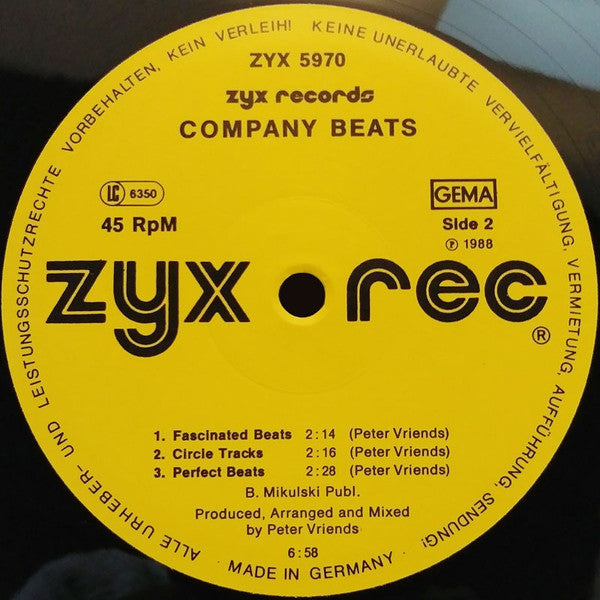 ALLE URHEBER- UND LEISTUNGSSCHUTZRECHTE VORBEHALTEN, KEIN VERLEIH! KEINE UNERLAUBTE VERVIELFÄLTIGUNG, VERMIETUNG, AUFFÜHRUNG, SENDUNG!
ZYX 5970
zyx records
COMPANY BEATS
LC 6350
GEMA
45 RpM
Side 2
℗ 1988
zyx rec
®
1. Fascinated Beats 2:14 (Peter Vriends)
2. Circle Tracks 2:16 (Peter Vriends)
3. Perfect Beats 2:28 (Peter Vriends)
B. Mikulski Publ.
Produced, Arranged and Mixed
by Peter Vriends
6:58
· MADE IN GERMANY ·